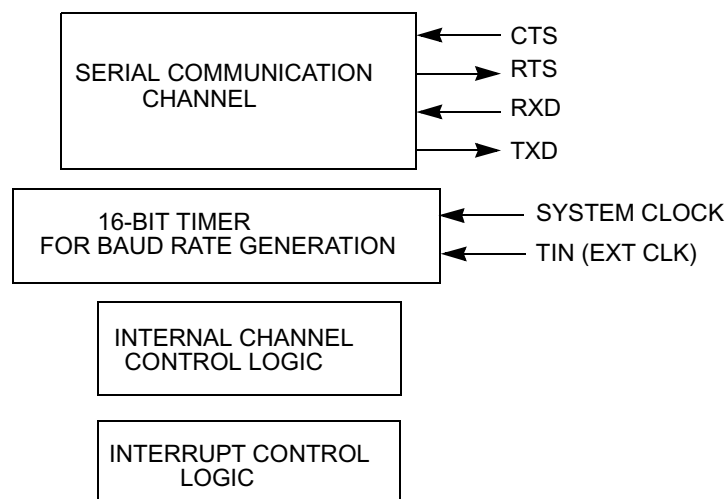 CTS
SERIAL COMMUNICATION
CHANNEL
RTS
RXD
TXD
16-BIT TIMER
FOR BAUD RATE GENERATION
SYSTEM CLOCK
TIN (EXT CLK)
INTERNAL CHANNEL
CONTROL LOGIC
INTERRUPT CONTROL
LOGIC